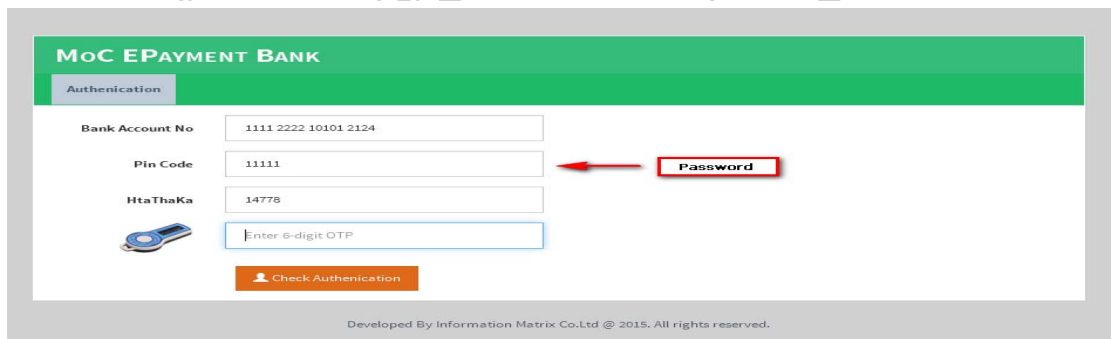 MOC EPAYMENT BANK
Authenication
Bank Account No 1111 2222 10101 2124
Pin Code 11111
Password
HtaThaKa 14778
Enter 6-digit OTP
Check Authenication
Developed By Information Matrix Co.Ltd @ 2015. All rights reserved.